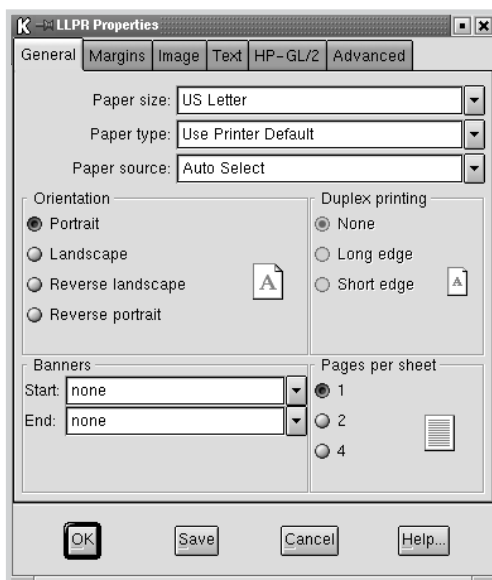 LLPR Properties
General Margins Image Text HP-GL/2 Advanced
Paper size: US Letter
Paper type: Use Printer Default
Paper source: Auto Select
Orientation
Portrait
Landscape
Reverse landscape
Reverse portrait
A
Duplex printing
None
Long edge
Short edge
A
Banners
Start: none
End: none
Pages per sheet
1
2
4
OK Save Cancel Help...